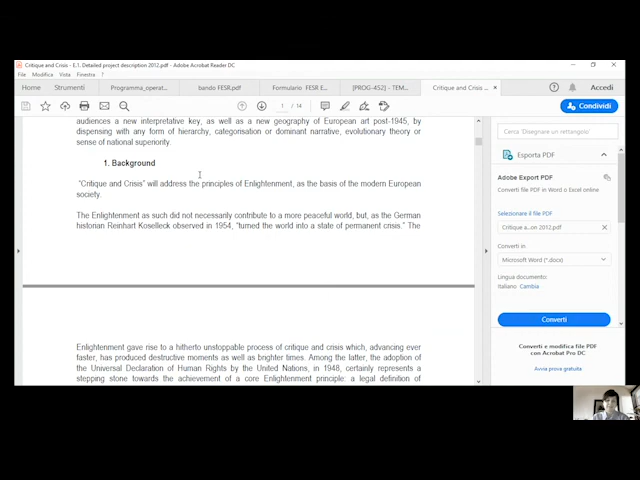 Critique and Crisis - E.1. Detailed project description 2012.pdf - Adobe Acrobat Reader DC
File Modifica Vista Finestra ?
Home Strumenti Programma_operat... bando FESR.pdf Formulario FESR E... [PROG-452] - TEM... Critique and Crisis ... × Accedi
1 / 14 Condividi
audiences a new interpretative key, as well as a new geography of European art post-1945, by
dispensing with any form of hierarchy, categorisation or dominant narrative, evolutionary theory or
sense of national superiority.
1. Background
"Critique and Crisis" will address the principles of Enlightenment, as the basis of the modern European
society.
The Enlightenment as such did not necessarily contribute to a more peaceful world, but, as the German
historian Reinhart Koselleck observed in 1954, "turned the world into a state of permanent crisis." The
Enlightenment gave rise to a hitherto unstoppable process of critique and crisis which, advancing ever
faster, has produced destructive moments as well as brighter times. Among the latter, the adoption of
the Universal Declaration of Human Rights by the United Nations, in 1948, certainly represents a
stepping stone towards the achievement of a core Enlightenment principle: a legal definition of
Cerca 'Disegnare un rettangolo'
Esporta PDF
Adobe Export PDF
Converti file PDF in Word o Excel online
Selezionare il file PDF
Critique a...on 2012.pdf ×
Converti in
Microsoft Word (*.docx)
Lingua documento:
Italiano Cambia
Converti
Converti e modifica file PDF
con Acrobat Pro DC
Avvia prova gratuita